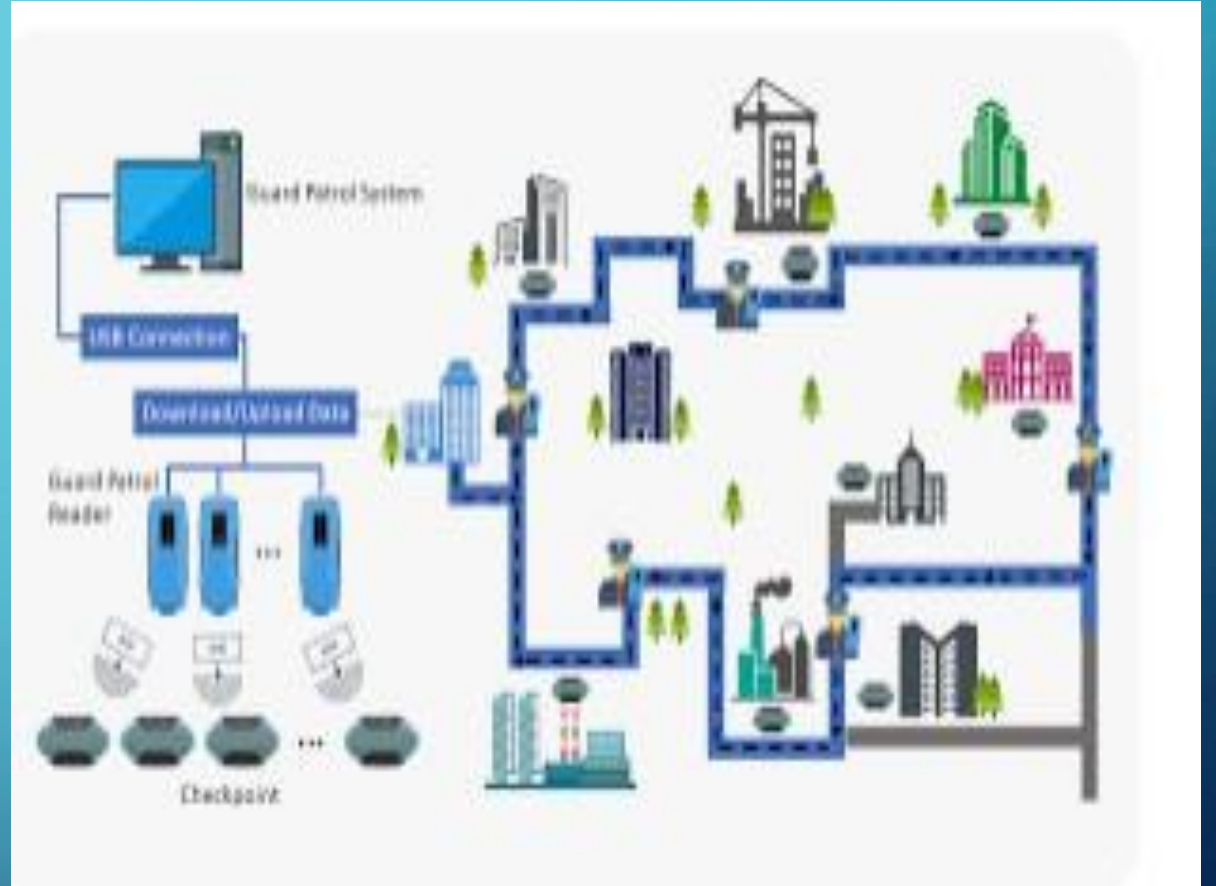 Guard Patrol System
USB Connection
Download/Upload Data
Guard Patrol
Reader
Checkpoint